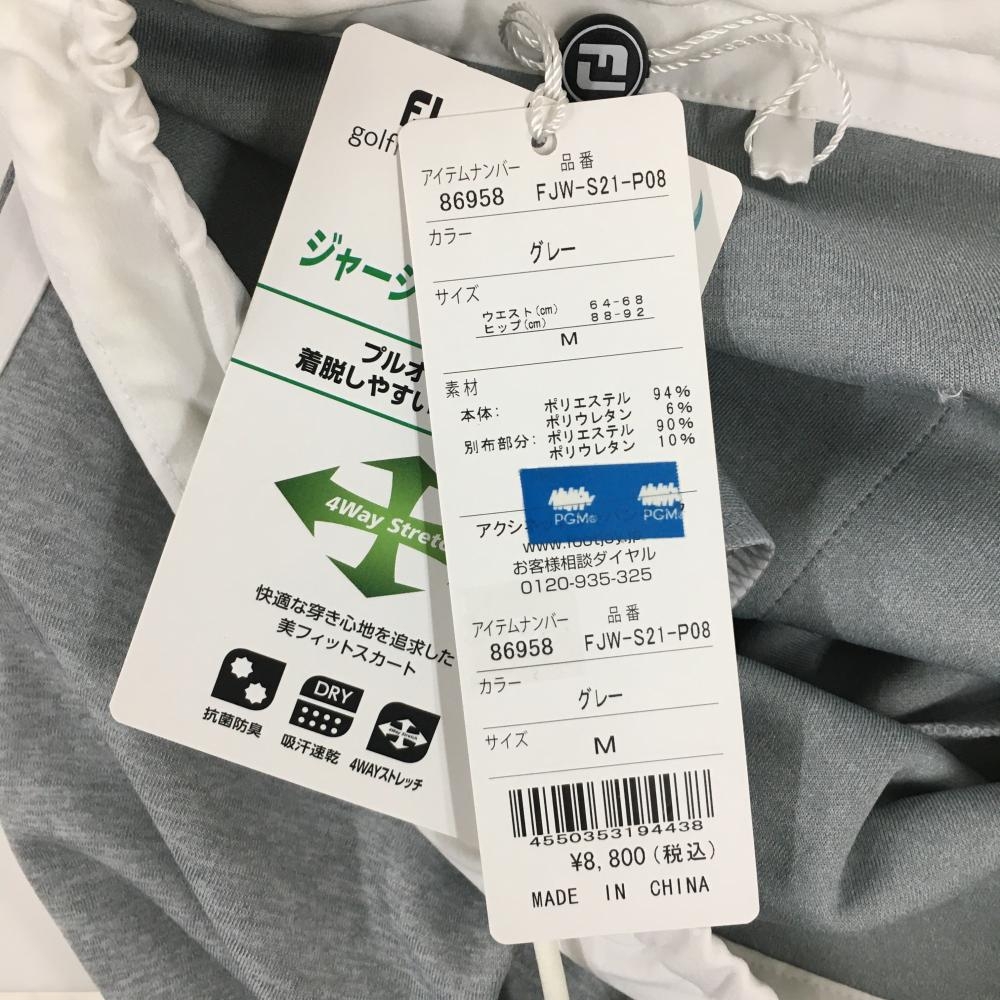 FJ
FJ
golf
ジャージ
プルオ
着脱しやすい
4Way Stretc
快適な穿き心地を追求した
美フィットスカート
DRY
抗菌防臭
吸汗速乾
4WAYストレッチ
アイテムナンバー 品番
86958 FJW-S21-P08
カラー
グレー
サイズ
ウエスト(cm) 64-68
ヒップ(cm) 88-92
M
素材
本体: ポリエステル 94%
ポリウレタン 6%
別布部分: ポリエステル 90%
ポリウレタン 10%
PGM® PGM
アクシネ
www.footjoy.jp
お客様相談ダイヤル
0120-935-325
アイテムナンバー 品番
86958 FJW-S21-P08
カラー
グレー
サイズ M
4550353194438
¥8,800(税込)
MADE IN CHINA